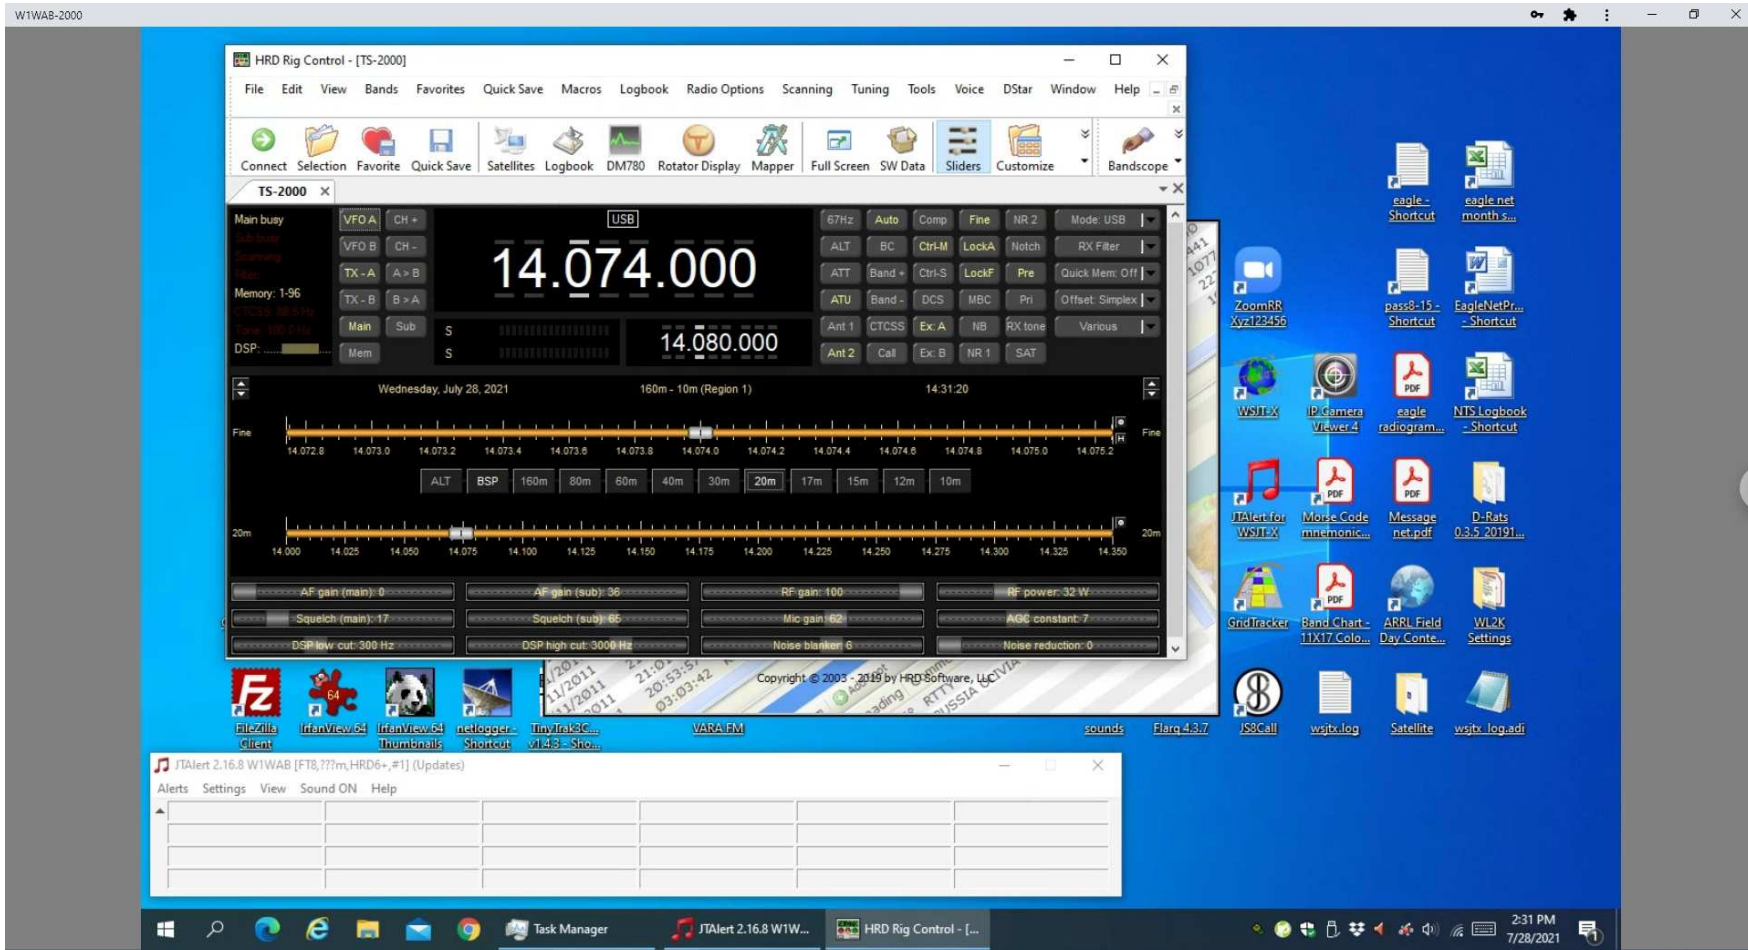 W1WAB-2000
HRD Rig Control - [TS-2000]
File Edit View Bands Favorites Quick Save Macros Logbook Radio Options Scanning Tuning Tools Voice DStar Window Help
Connect Selection Favorite Quick Save Satellites Logbook DM780 Rotator Display Mapper Full Screen SW Data Sliders Customize Bandscope
TS-2000
Main busy VFO A CH + USB 67Hz Auto Comp Fine NR 2 Mode: USB
Sub busy VFO B CH - ALT BC Ctrl-M LockA Notch RX Filter
Scanning
14.074.000
Filter: TX - A A > B ATT Band + Ctrl-S LockF Pre Quick Mem: Off
Memory: 1-96 TX - B B > A ATU Band - DCS MBC Pri Offset: Simplex
CTCSS: 88.5 Hz
Tone: 100.0 Hz Main Sub S Ant 1 CTCSS Ex: A NB RX tone Various
14.080.000
DSP: Mem S Ant 2 Call Ex: B NR 1 SAT
Wednesday, July 28, 2021 160m - 10m (Region 1) 14:31:20
Fine Fine
14.072.8 14.073.0 14.073.2 14.073.4 14.073.6 14.073.8 14.074.0 14.074.2 14.074.4 14.074.6 14.074.8 14.075.0 14.075.2
ALT BSP 160m 80m 60m 40m 30m 20m 17m 15m 12m 10m
20m 20m
14.000 14.025 14.050 14.075 14.100 14.125 14.150 14.175 14.200 14.225 14.250 14.275 14.300 14.325 14.350
AF gain (main): 0 AF gain (sub): 36 RF gain: 100 RF power: 32 W
Squelch (main): 17 Squelch (sub): 65 Mic gain: 62 AGC constant: 7
DSP low cut: 300 Hz DSP high cut: 3000 Hz Noise blanker: 6 Noise reduction: 0
Copyright © 2003 - 2019 by HRD Software, LLC
eagle - Shortcut
eagle net month s...
ZoomRR Xyz123456
pass8-15 - Shortcut
EagleNetPr... - Shortcut
WSJT-X
IP Camera Viewer 4
eagle radiogram...
NTS Logbook - Shortcut
JTAlert for WSJT-X
Morse Code mnemonic...
Message net.pdf
D-Rats 0.3.5_20191...
GridTracker
Band Chart - 11X17 Colo...
ARRL Field Day Conte...
WL2K Settings
FileZilla Client
IrfanView 64
IrfanView 64 Thumbnails
netlogger - Shortcut
TinyTrak3C... v1.4.3 - Sho...
VARA FM
sounds
Flarq 4.3.7
JS8Call
wsjtx.log
Satellite
wsjtx_log.adi
JTAlert 2.16.8 W1WAB [FT8,???m,HRD6+,#1] (Updates)
Alerts Settings View Sound ON Help
Task Manager JTAlert 2.16.8 W1W... HRD Rig Control - [...
2:31 PM
7/28/2021